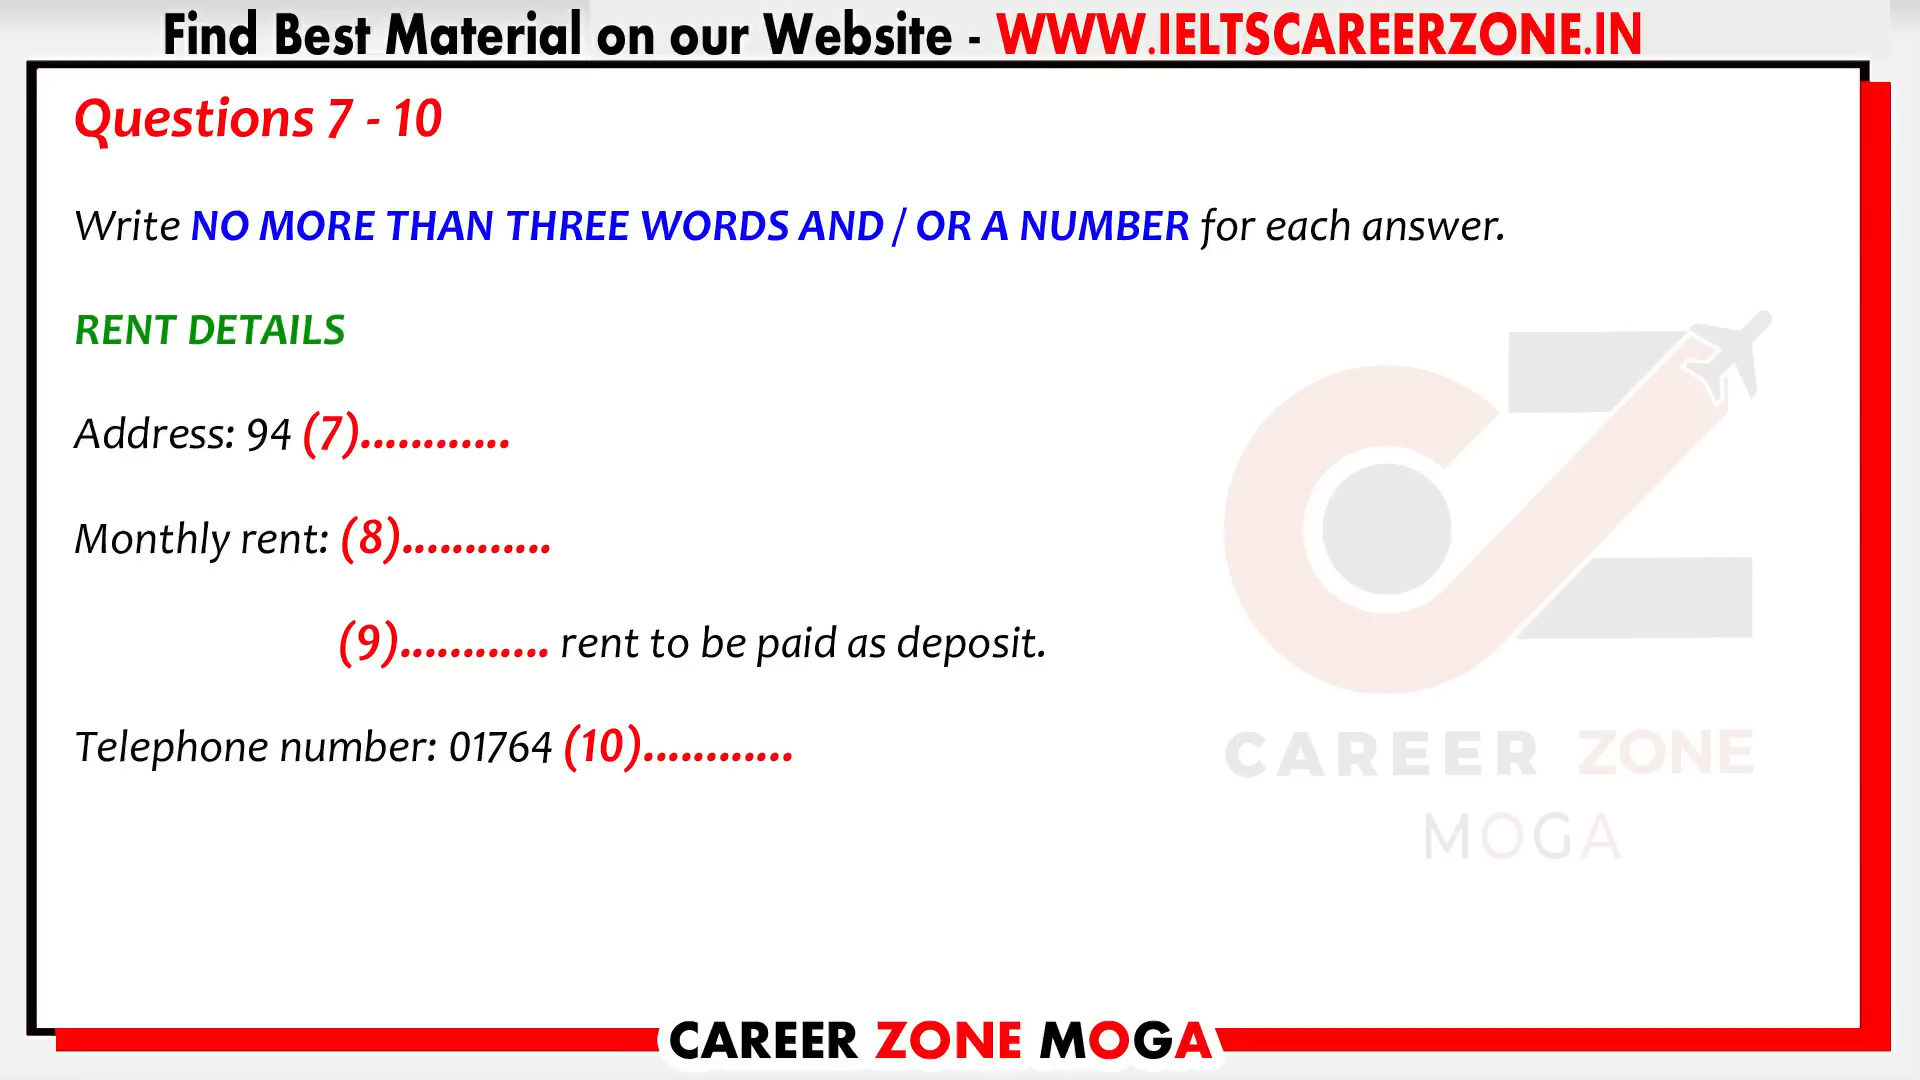 Find Best Material on our Website - WWW.IELTSCAREERZONE.IN
Questions 7 - 10
Write NO MORE THAN THREE WORDS AND / OR A NUMBER for each answer.
RENT DETAILS
Address: 94 (7)............
Monthly rent: (8)............
(9)............ rent to be paid as deposit.
Telephone number: 01764 (10)............
CAREER ZONE
MOGA
CAREER ZONE MOGA